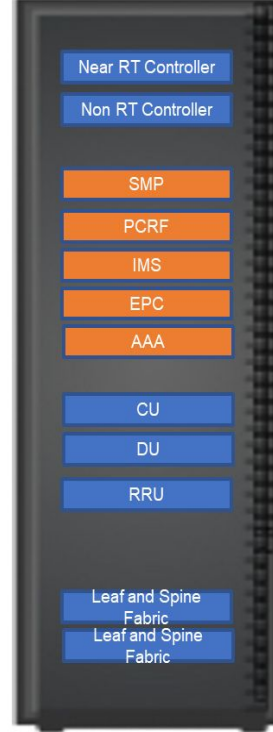 Near RT Controller
Non RT Controller
SMP
PCRF
IMS
EPC
AAA
CU
DU
RRU
Leaf and Spine
Fabric
Leaf and Spine
Fabric